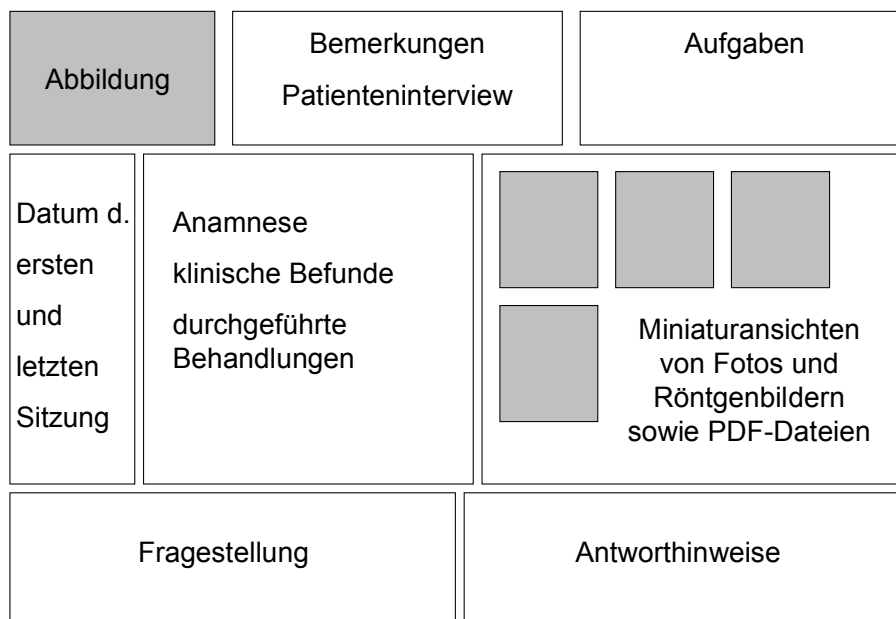 Abbildung
Bemerkungen
Patienteninterview
Aufgaben
Datum d.
ersten
und
letzten
Sitzung
Anamnese
klinische Befunde
durchgeführte
Behandlungen
Miniaturansichten
von Fotos und
Röntgenbildern
sowie PDF-Dateien
Fragestellung
Antworthinweise